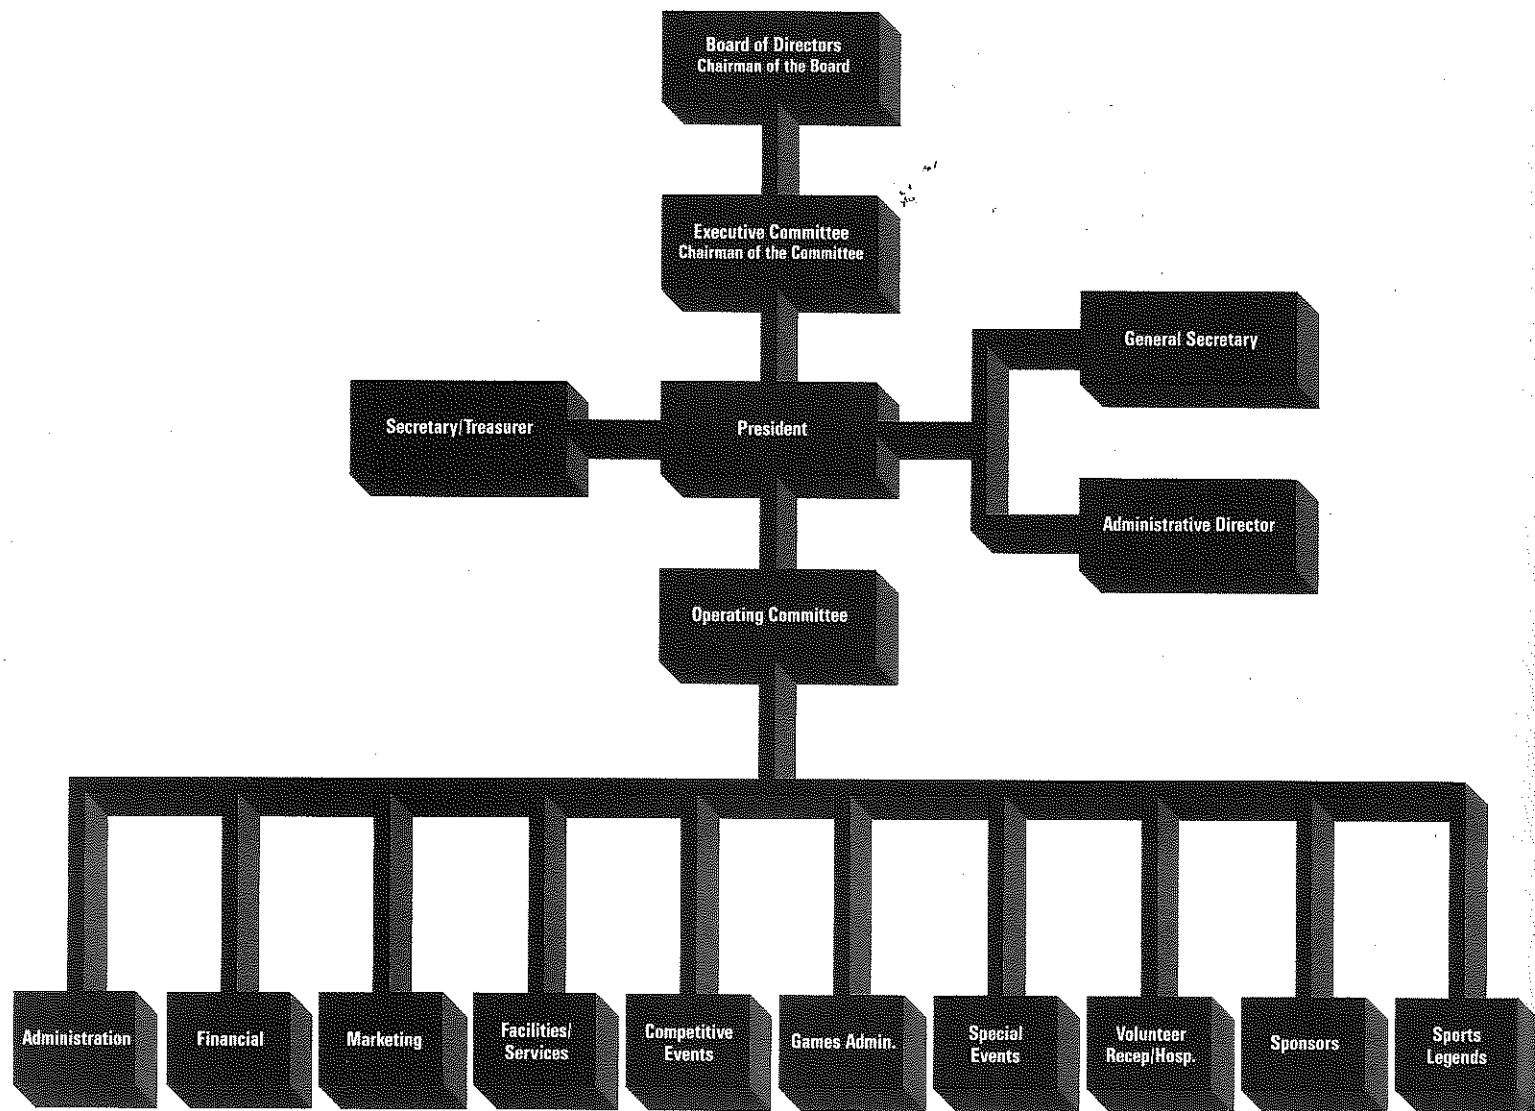 Board of Directors
Chairman of the Board
Executive Committee
Chairman of the Committee
General Secretary
Secretary/Treasurer
President
Administrative Director
Operating Committee
Administration
Financial
Marketing
Facilities/
Services
Competitive
Events
Games Admin.
Special
Events
Volunteer
Recep/Hosp.
Sponsors
Sports
Legends